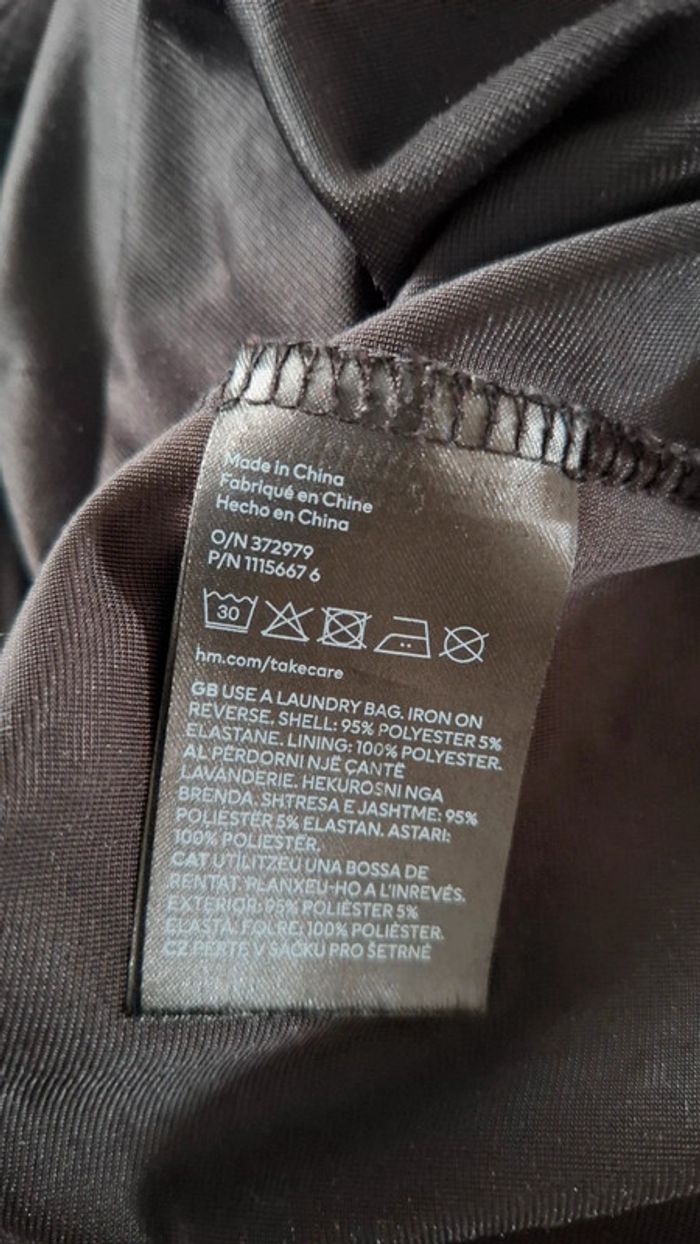 Made in China
Fabriqué en Chine
Hecho en China
O/N 372979
P/N 1115667 6
30
hm.com/takecare
GB USE A LAUNDRY BAG. IRON ON
REVERSE. SHELL: 95% POLYESTER 5%
ELASTANE. LINING: 100% POLYESTER.
AL PËRDORNI NJË ÇANTË
LAVANDERIE. HEKUROSNI NGA
BRENDA. SHTRESA E JASHTME: 95%
POLIESTËR 5% ELASTAN. ASTARI:
100% POLIESTËR.
CAT UTILITZEU UNA BOSSA DE
RENTAT. PLANXEU-HO A L'INREVÉS.
EXTERIOR: 95% POLIÈSTER 5%
ELASTÀ. FOLRE: 100% POLIÈSTER.
CZ PERTE V SÁČKU PRO ŠETRNÉ